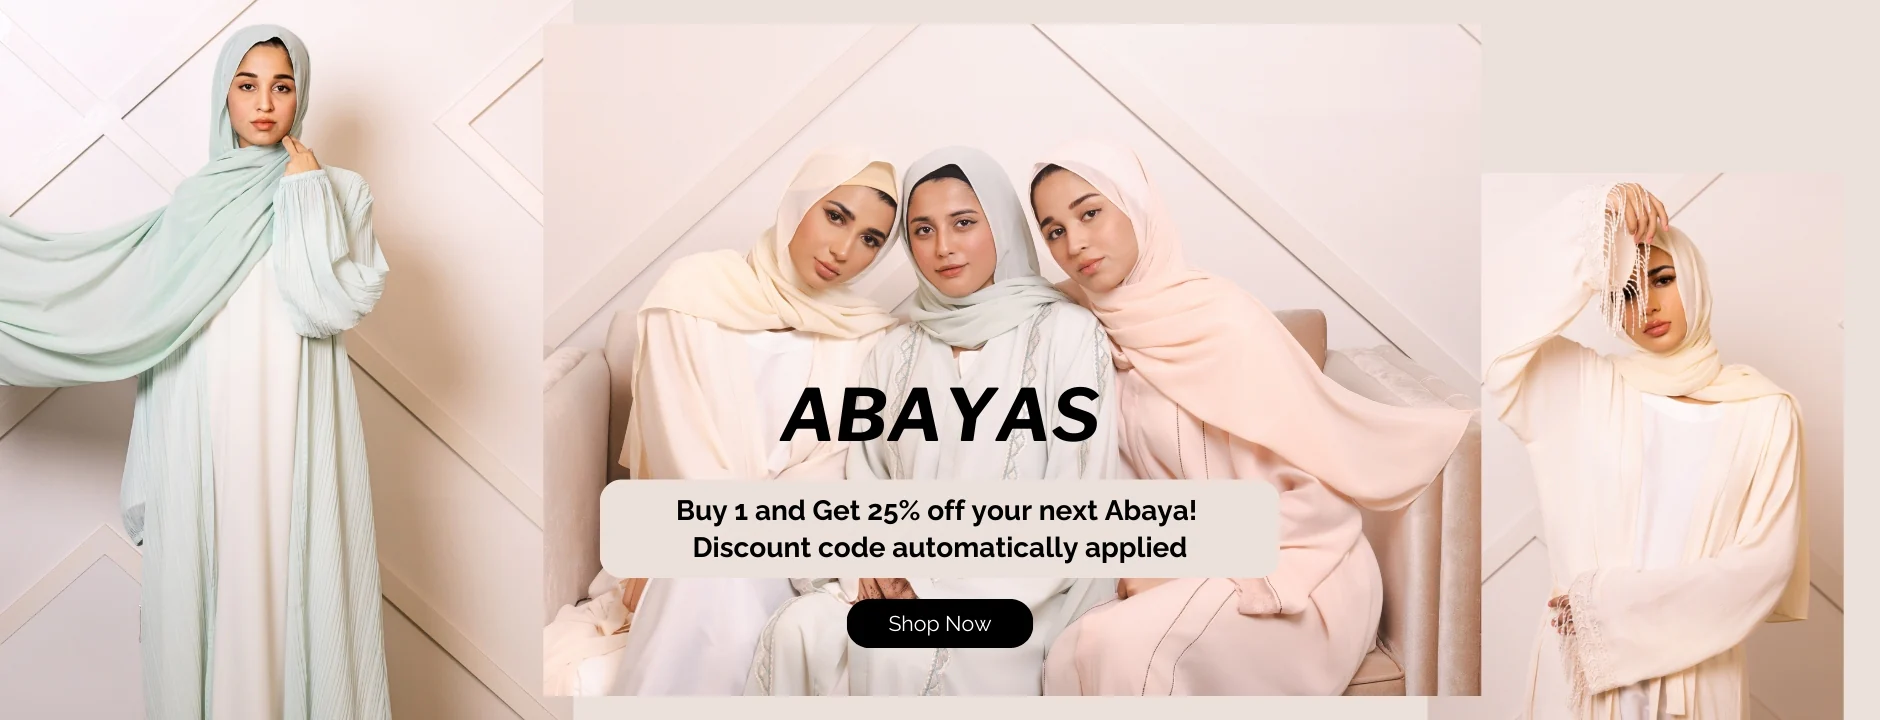 ABAYAS
Buy 1 and Get 25% off your next Abaya!
Discount code automatically applied
Shop Now